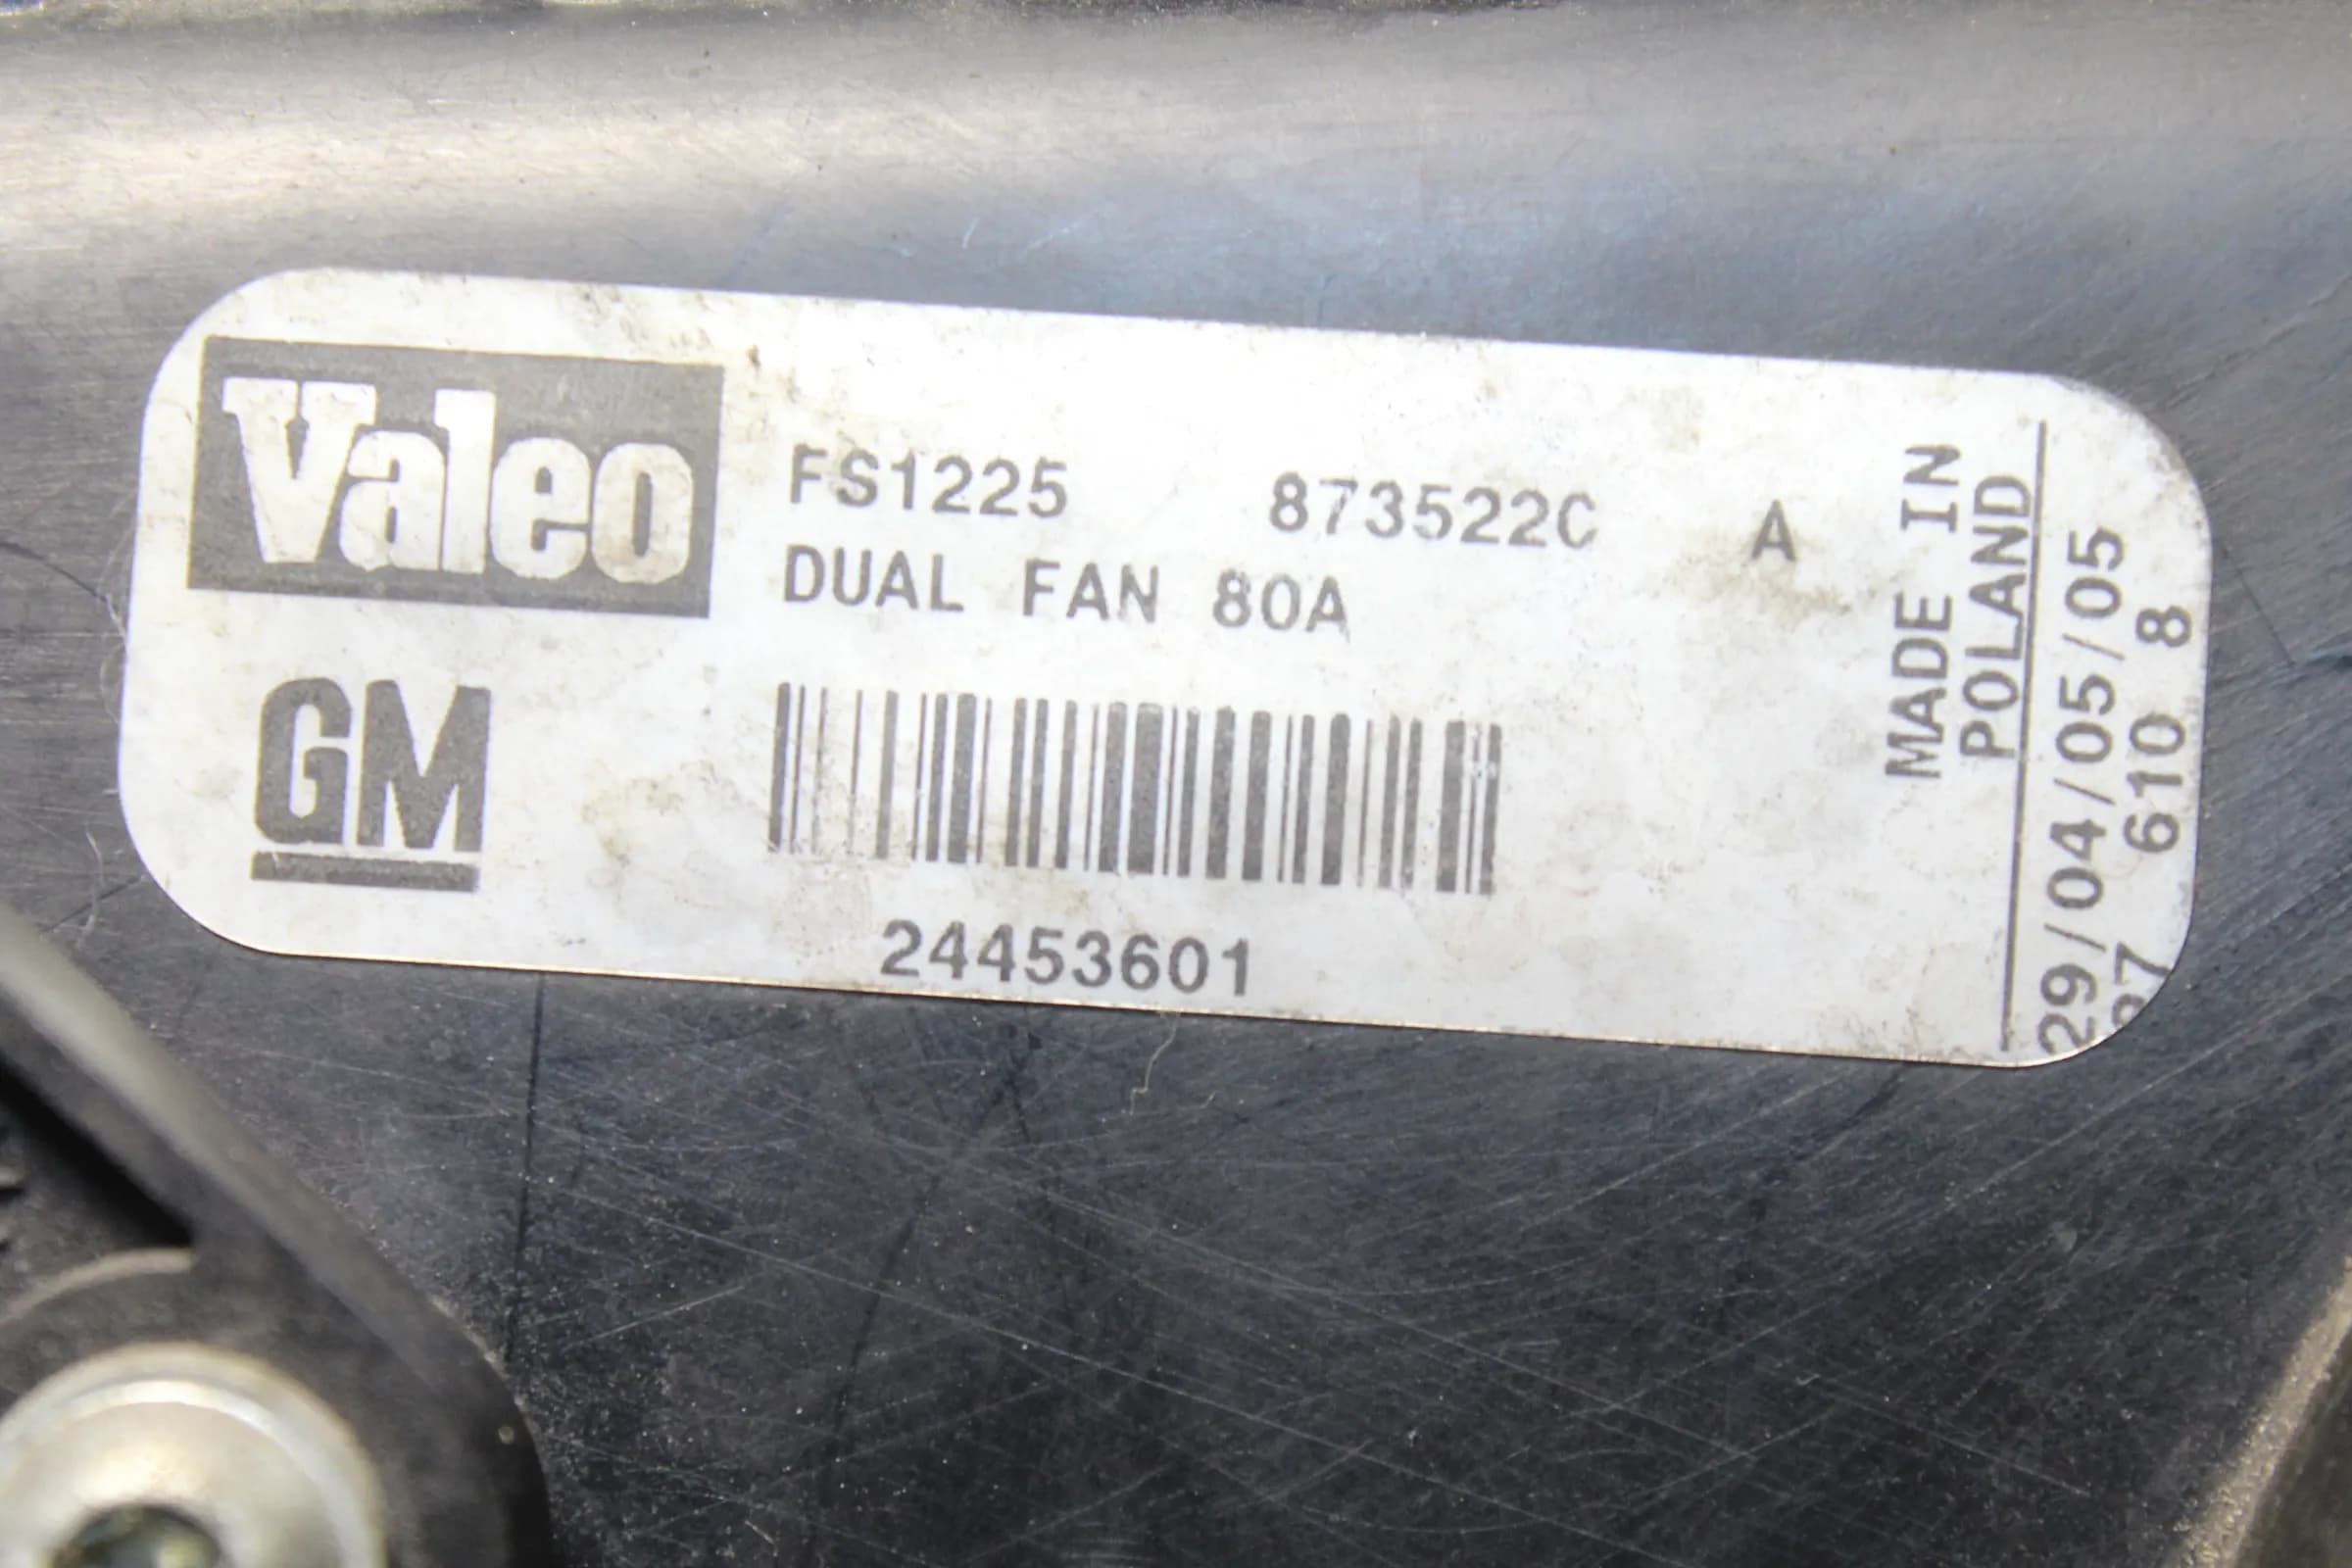 Valeo
FS1225 873522C A
DUAL FAN 80A
GM
24453601
MADE IN
POLAND
29/04/05/05
610 8